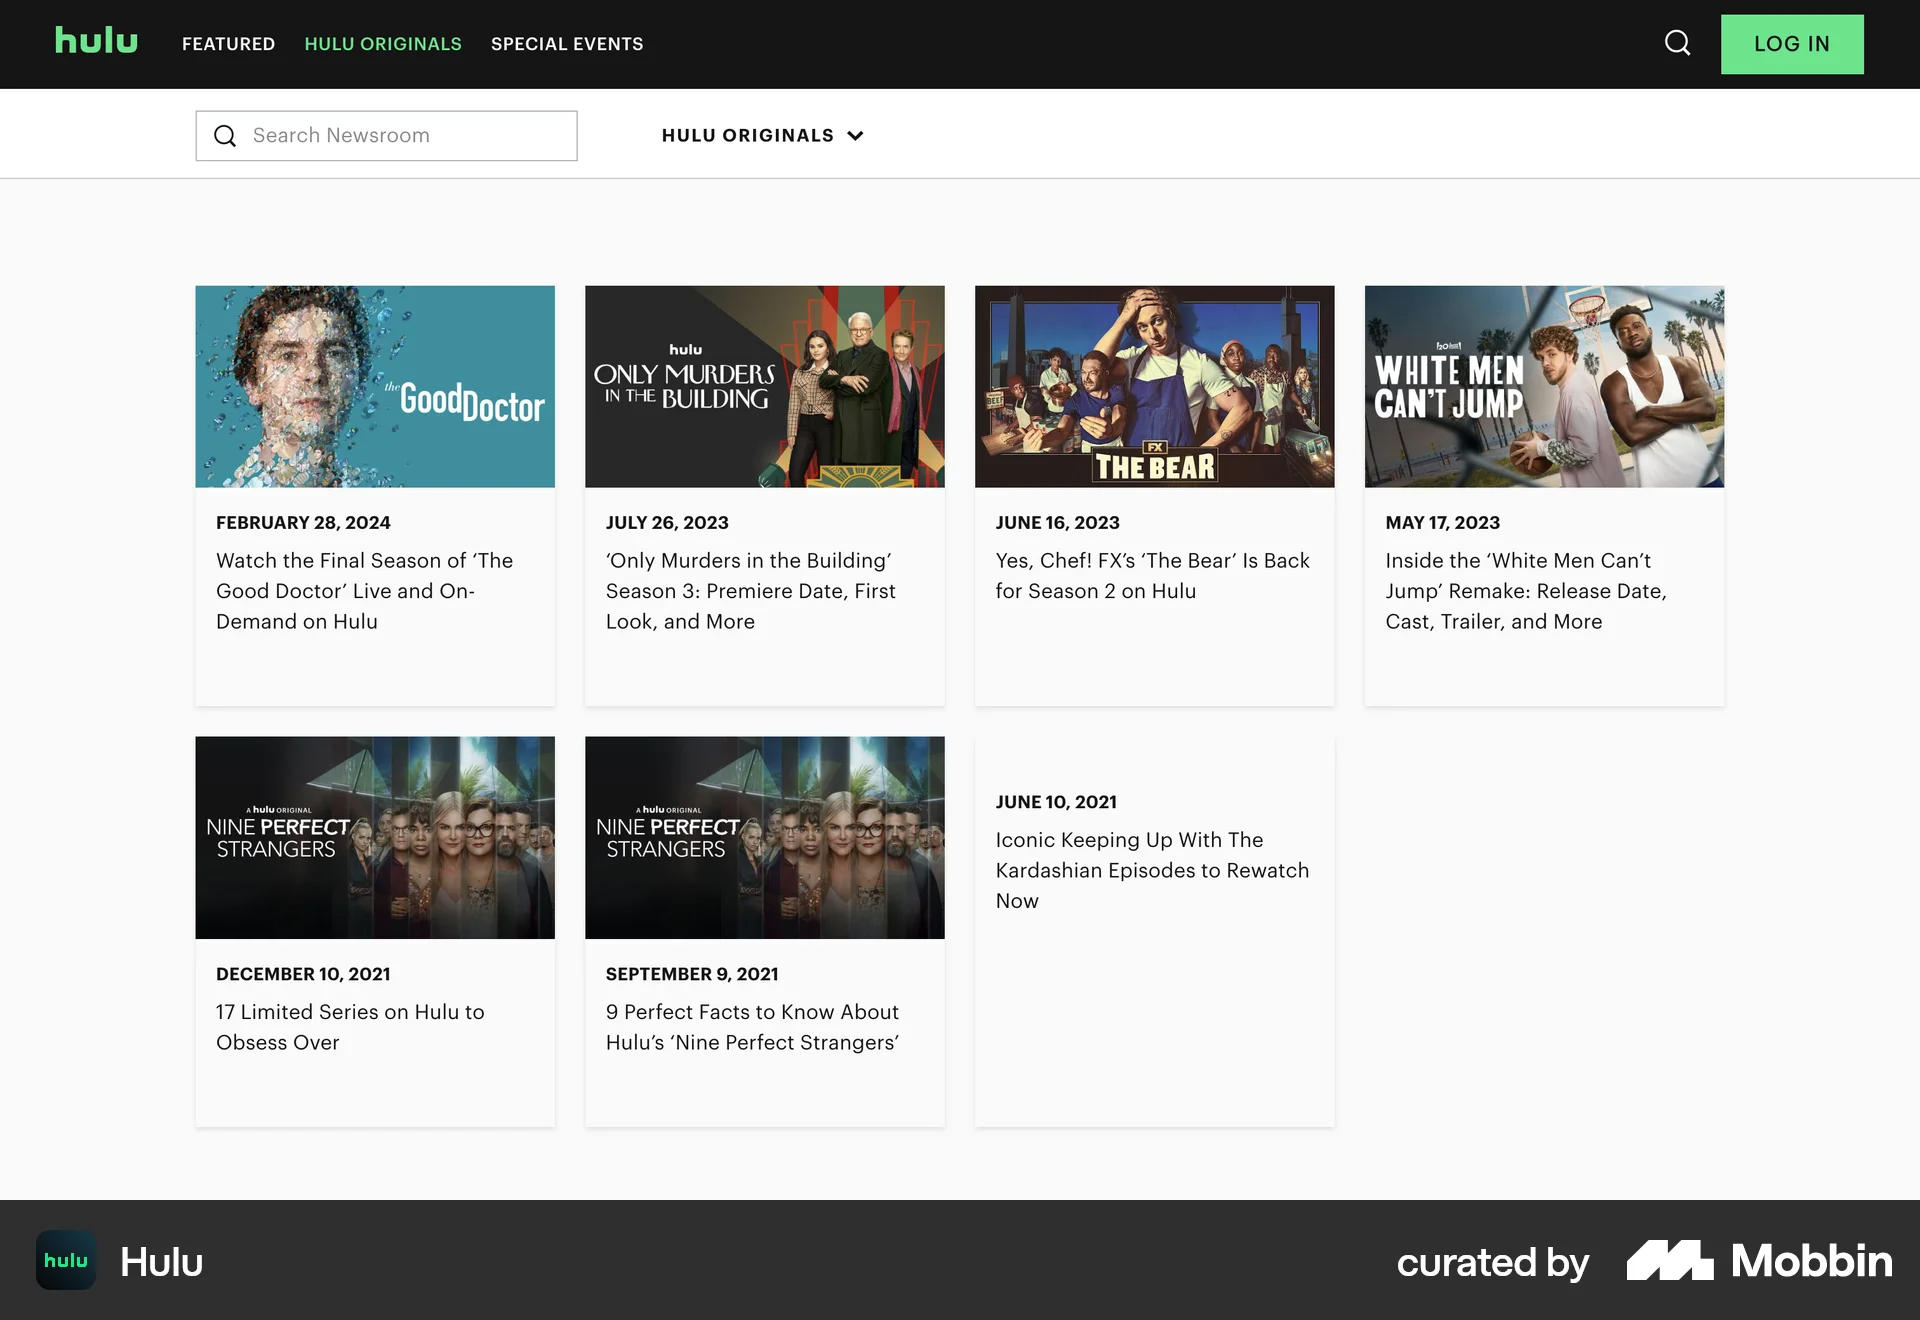 hulu
FEATURED
HULU ORIGINALS
SPECIAL EVENTS
LOG IN
Search Newsroom
HULU ORIGINALS
the
Good Doctor
hulu
ONLY MURDERS
IN THE BUILDING
FX
THE BEAR
BEEF
WHITE MEN
CAN'T JUMP
FEBRUARY 28, 2024
Watch the Final Season of ‘The
Good Doctor’ Live and On-
Demand on Hulu
JULY 26, 2023
‘Only Murders in the Building’
Season 3: Premiere Date, First
Look, and More
JUNE 16, 2023
Yes, Chef! FX’s ‘The Bear’ Is Back
for Season 2 on Hulu
MAY 17, 2023
Inside the ‘White Men Can’t
Jump’ Remake: Release Date,
Cast, Trailer, and More
A hulu ORIGINAL
NINE PERFECT
STRANGERS
A hulu ORIGINAL
NINE PERFECT
STRANGERS
DECEMBER 10, 2021
17 Limited Series on Hulu to
Obsess Over
SEPTEMBER 9, 2021
9 Perfect Facts to Know About
Hulu’s ‘Nine Perfect Strangers’
JUNE 10, 2021
Iconic Keeping Up With The
Kardashian Episodes to Rewatch
Now
hulu
Hulu
curated by
Mobbin